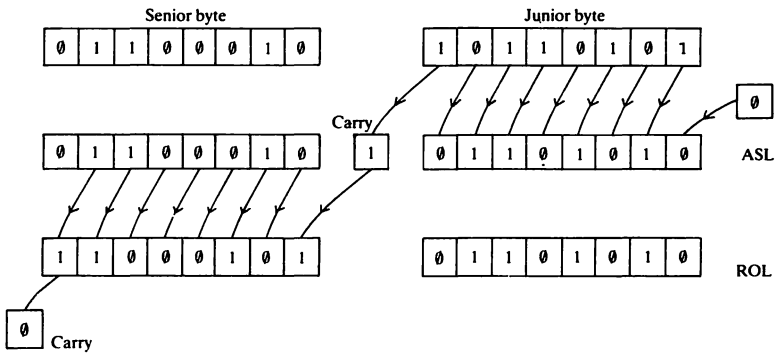 Senior byte Junior byte
0 1 1 0 0 0 1 0 1 0 1 1 0 1 0 1
0
Carry
0 1 1 0 0 0 1 0 1 0 1 1 0 1 0 1 0 ASL
1 1 0 0 0 1 0 1 0 1 1 0 1 0 1 0 ROL
0 Carry